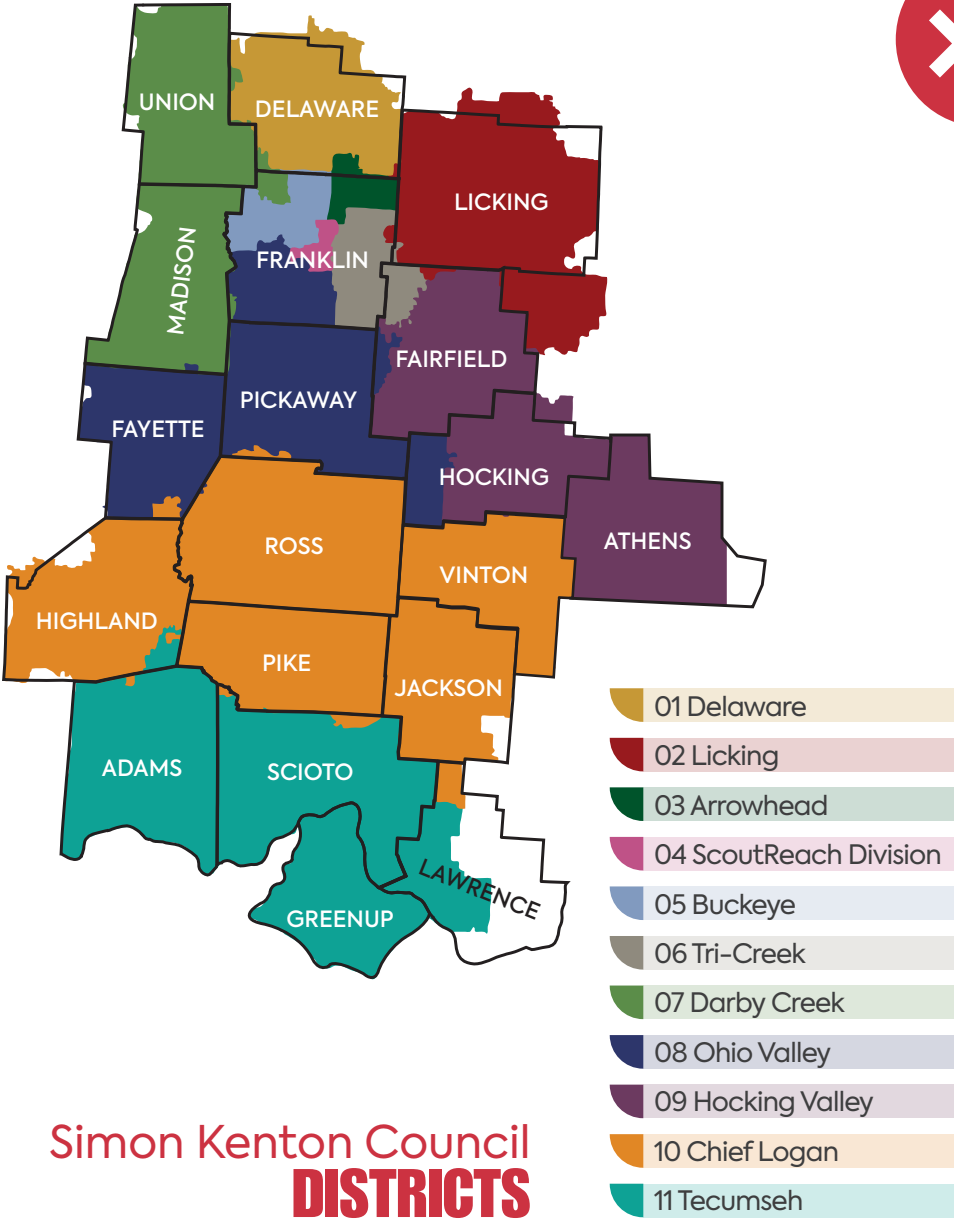 UNION
DELAWARE
LICKING
MADISON
FRANKLIN
FAIRFIELD
PICKAWAY
FAYETTE
HOCKING
ROSS
ATHENS
VINTON
HIGHLAND
PIKE
JACKSON
ADAMS
SCIOTO
LAWRENCE
GREENUP
01 Delaware
02 Licking
03 Arrowhead
04 ScoutReach Division
05 Buckeye
06 Tri-Creek
07 Darby Creek
08 Ohio Valley
09 Hocking Valley
10 Chief Logan
11 Tecumseh
Simon Kenton Council
DISTRICTS